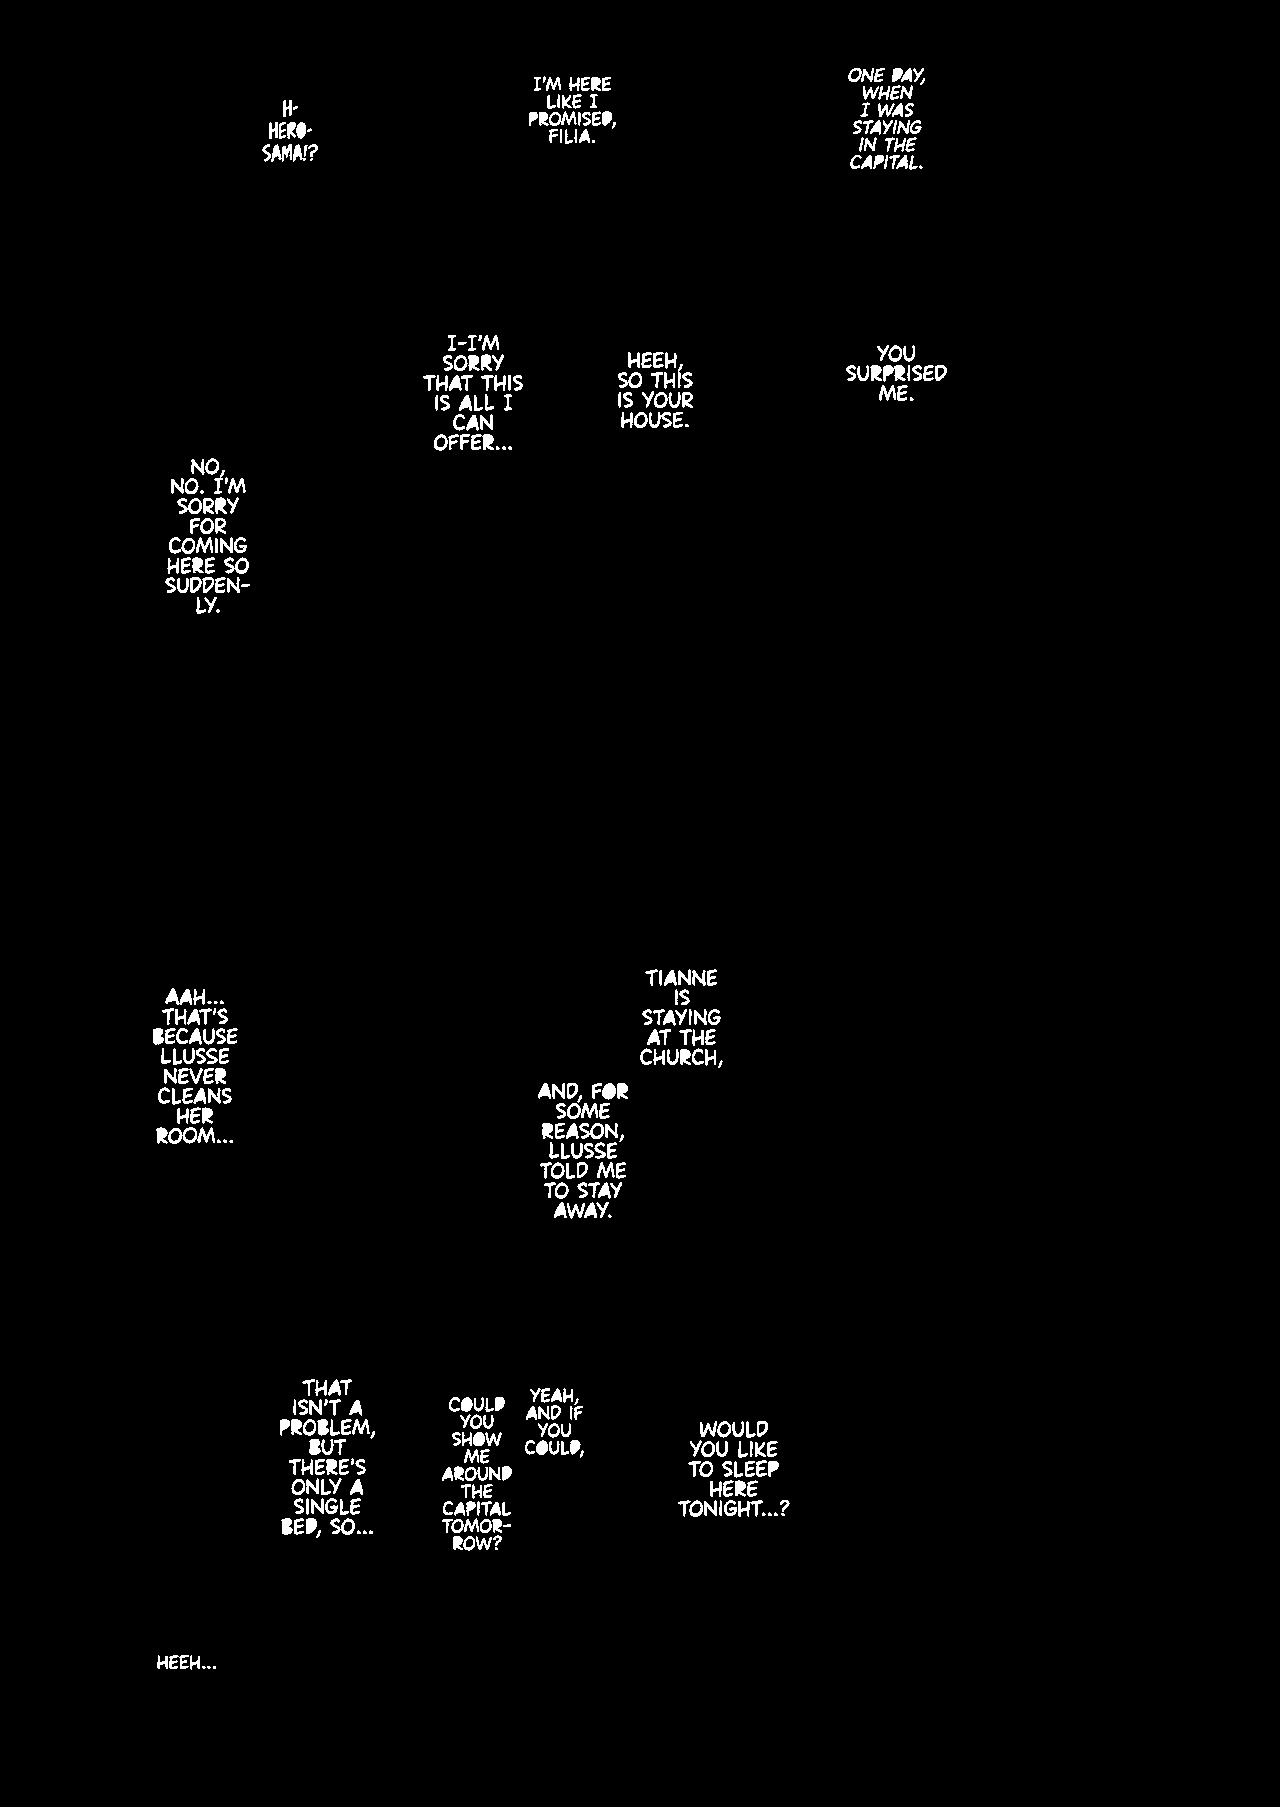 ONE DAY,
WHEN
I WAS
STAYING
IN THE
CAPITAL.
I'M HERE
LIKE I
PROMISED,
FILIA.
H-
HERO-
SAMA!?
YOU
SURPRISED
ME.
HEEH,
SO THIS
IS YOUR
HOUSE.
I-I'M
SORRY
THAT THIS
IS ALL I
CAN
OFFER...
NO,
NO. I'M
SORRY
FOR
COMING
HERE SO
SUDDEN-
LY.
TIANNE
IS
STAYING
AT THE
CHURCH,
AND, FOR
SOME
REASON,
LLUSSE
TOLD ME
TO STAY
AWAY.
AAH...
THAT'S
BECAUSE
LLUSSE
NEVER
CLEANS
HER
ROOM...
WOULD
YOU LIKE
TO SLEEP
HERE
TONIGHT...?
YEAH,
AND IF
YOU
COULD,
COULD
YOU
SHOW
ME
AROUND
THE
CAPITAL
TOMOR-
ROW?
THAT
ISN'T A
PROBLEM,
BUT
THERE'S
ONLY A
SINGLE
BED, SO...
HEEH...